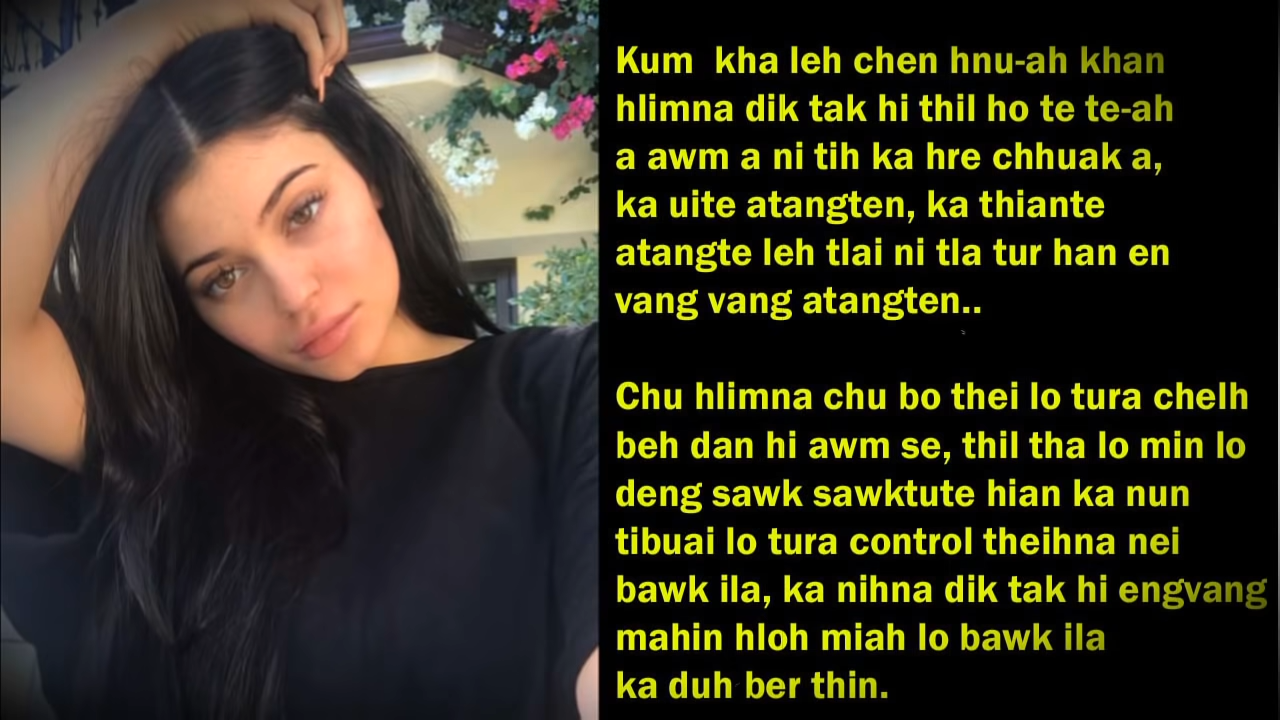 Kum kha leh chen hnu-ah khan
hlimna dik tak hi thil ho te te-ah
a awm a ni tih ka hre chhuak a,
ka uite atangten, ka thiante
atangte leh tlai ni tla tur han en
vang vang atangten..
Chu hlimna chu bo thei lo tura chelh
beh dan hi awm se, thil tha lo min lo
deng sawk sawktute hian ka nun
tibuai lo tura control theihna nei
bawk ila, ka nihna dik tak hi engvang
mahin hloh miah lo bawk ila
ka duh ber thin.